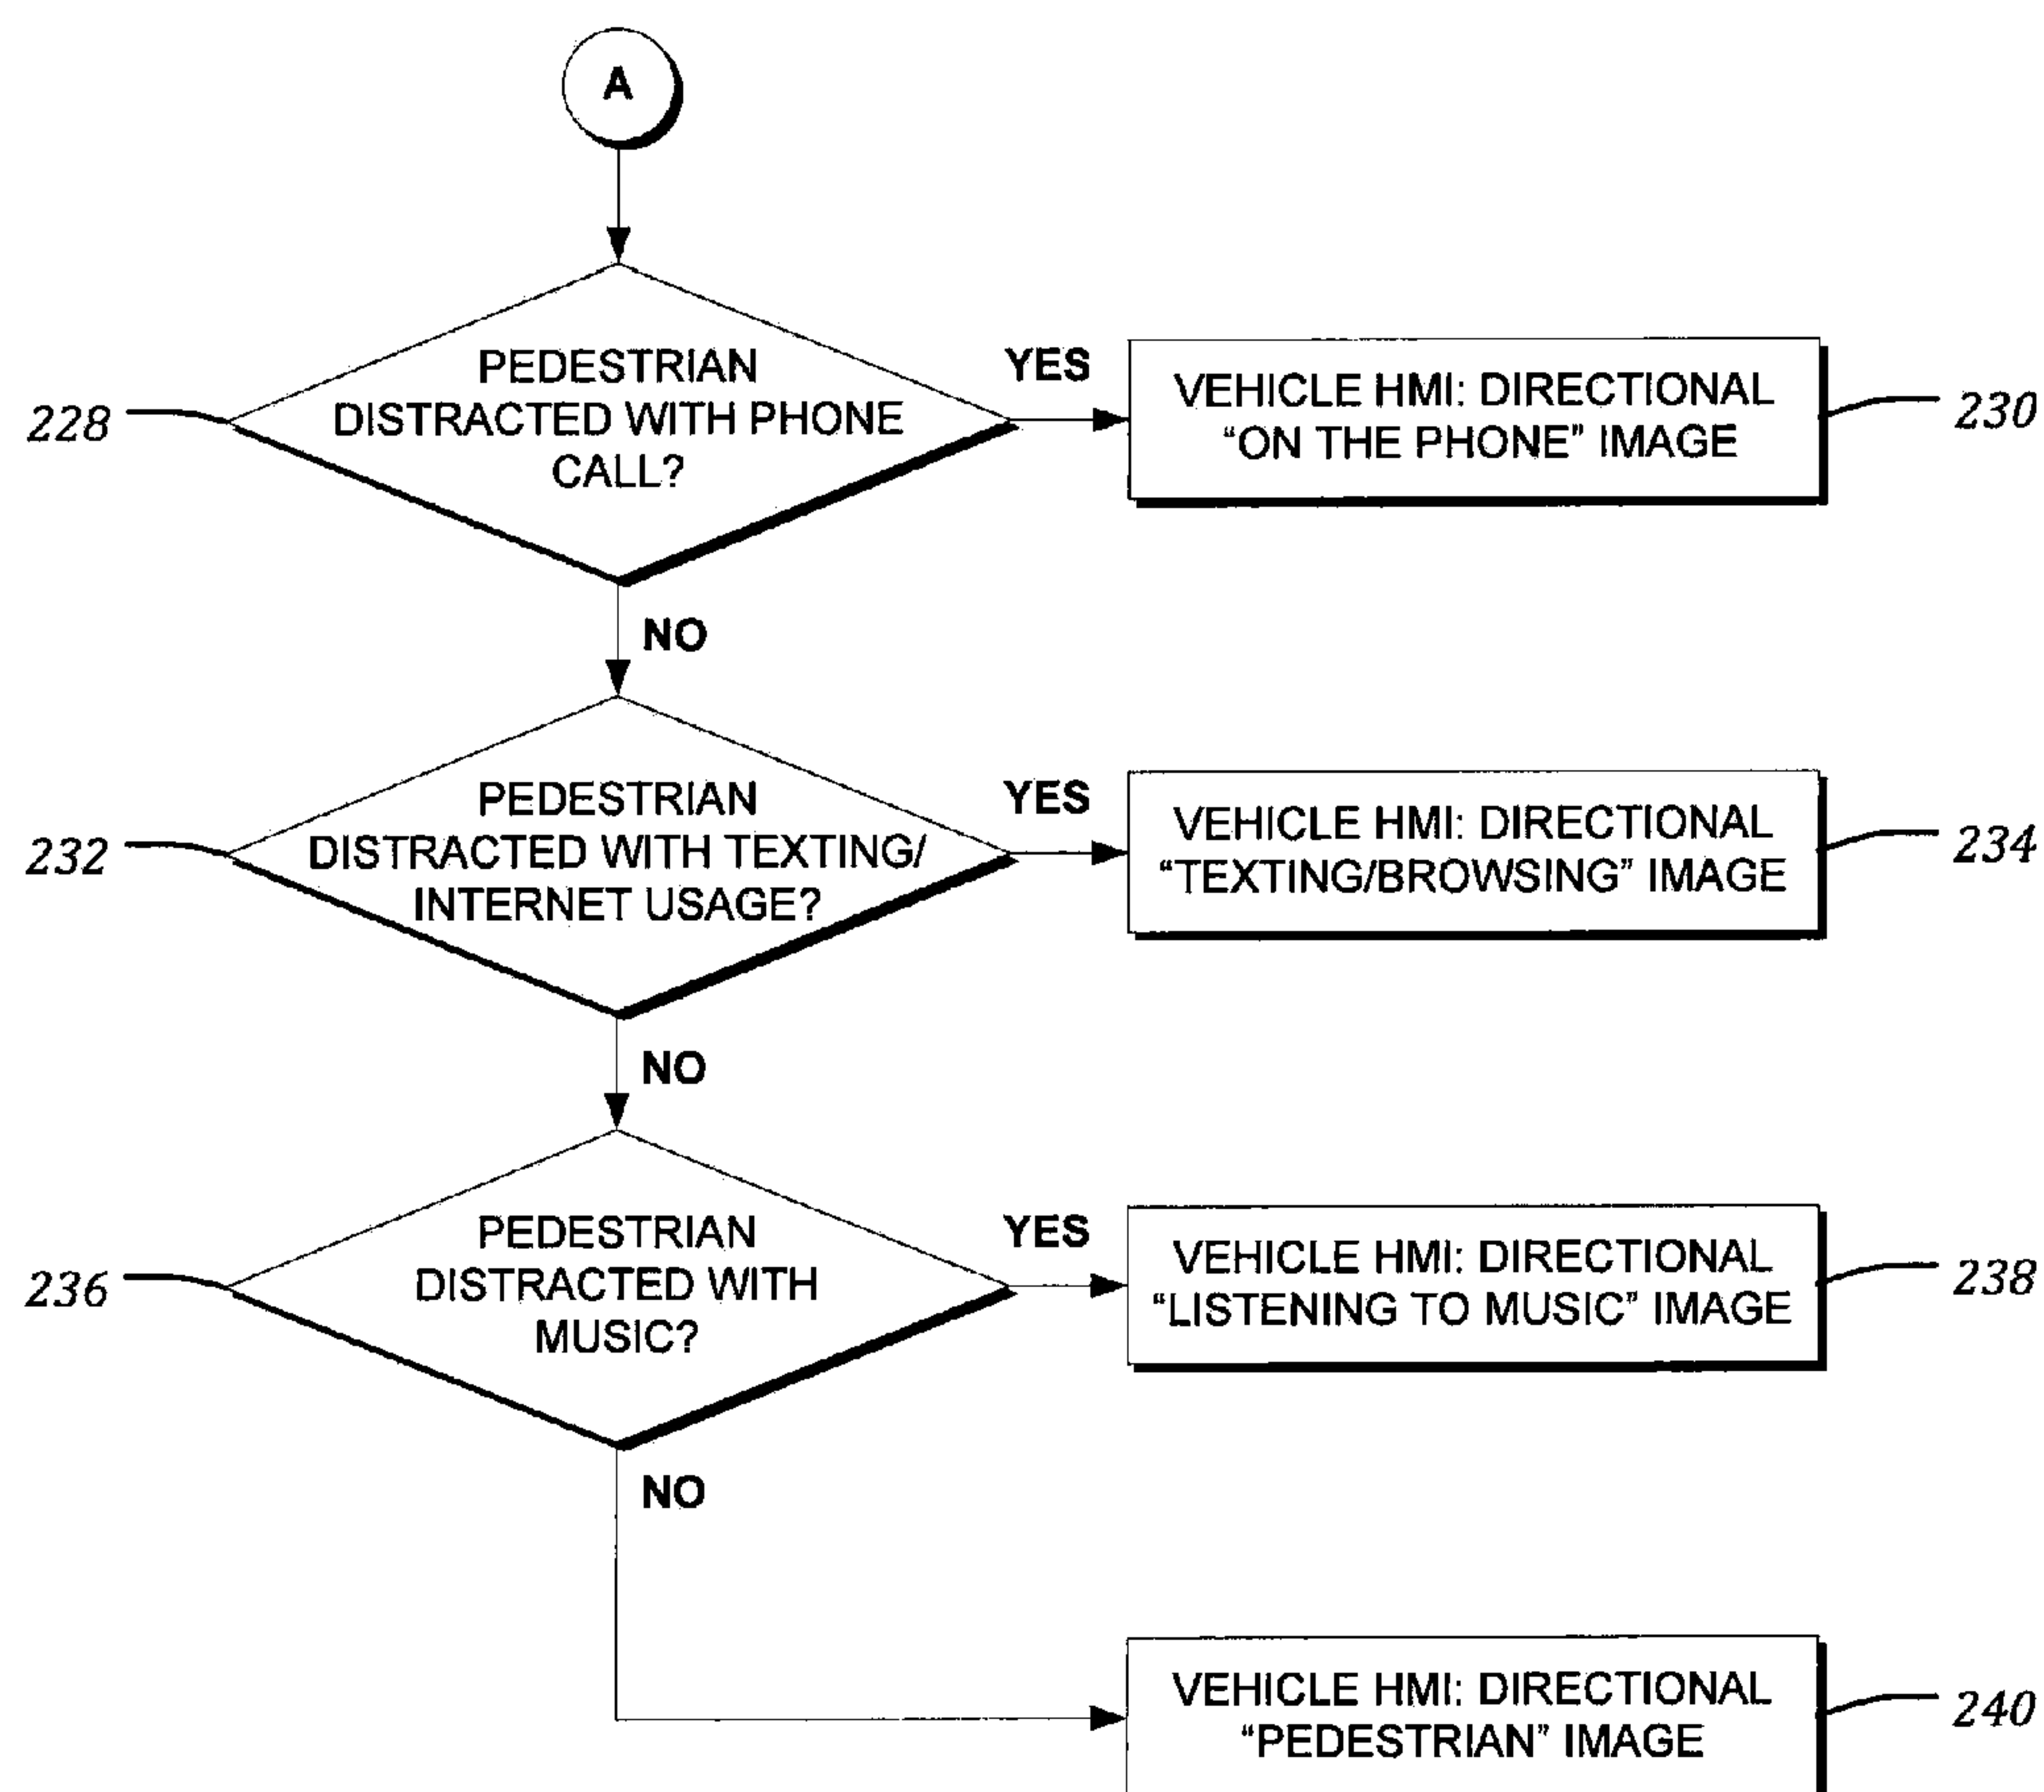 A
PEDESTRIAN
DISTRACTED WITH PHONE
CALL?
228
YES
VEHICLE HMI: DIRECTIONAL
“ON THE PHONE” IMAGE
230
NO
PEDESTRIAN
DISTRACTED WITH TEXTING/
INTERNET USAGE?
232
YES
VEHICLE HMI: DIRECTIONAL
“TEXTING/BROWSING” IMAGE
234
NO
PEDESTRIAN
DISTRACTED WITH
MUSIC?
236
YES
VEHICLE HMI: DIRECTIONAL
“LISTENING TO MUSIC” IMAGE
238
NO
VEHICLE HMI: DIRECTIONAL
“PEDESTRIAN” IMAGE
240